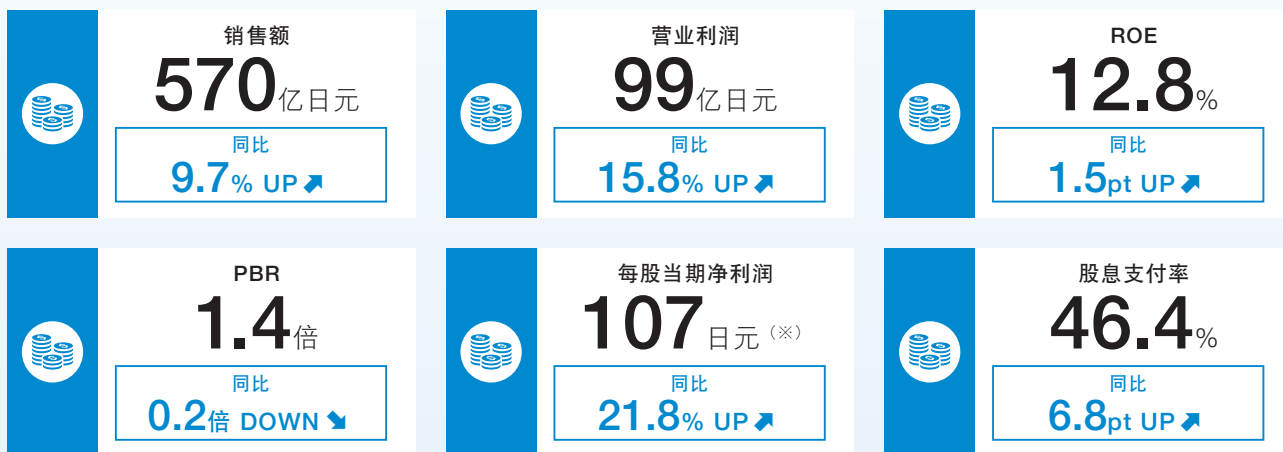 销售额
570亿日元
同比
9.7% UP
营业利润
99亿日元
同比
15.8% UP
ROE
12.8%
同比
1.5pt UP
PBR
1.4倍
同比
0.2倍 DOWN
每股当期净利润
107日元（※）
同比
21.8% UP
股息支付率
46.4%
同比
6.8pt UP